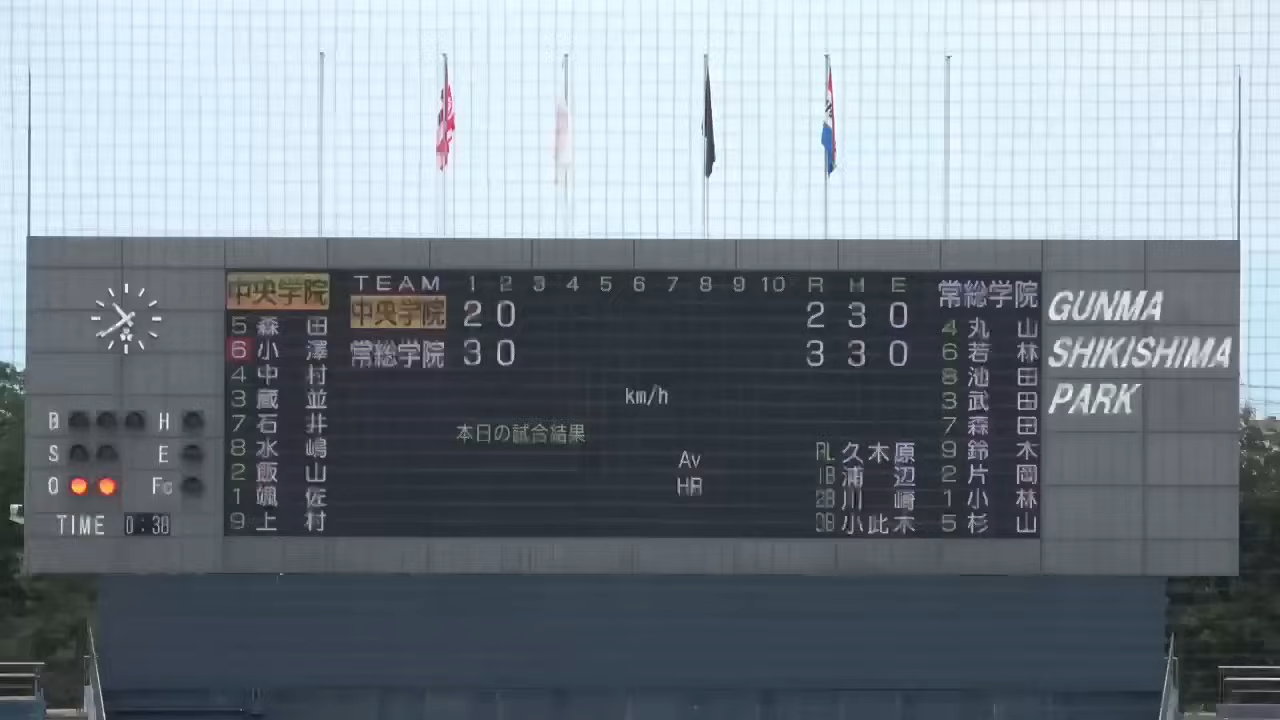 中央学院
5 森田
6 小澤
4 中村
3 蔵並
7 石井
8 水嶋
2 飯山
1 颯佐
9 上村
TEAM 1 2 3 4 5 6 7 8 9 10 R H E
中央学院 2 0 2 3 0
常総学院 3 0 3 3 0
km/h
本日の試合結果
Av
HR
PL 久木原
1B 浦辺
2B 川崎
3B 小此木
常総学院
4 丸山
6 若林
8 池田
3 武田
7 森田
9 鈴木
2 片岡
1 小林
5 杉山
GUNMA
SHIKISHIMA
PARK
B H
S E
O Fc
TIME 0:38